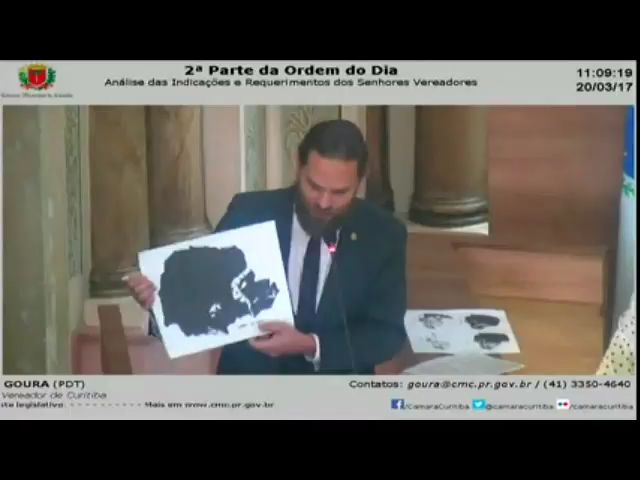 2ª Parte da Ordem do Dia
Análise das Indicações e Requerimentos dos Senhores Vereadores
11:09:19
20/03/17
GOURA (PDT)
Vereador de Curitiba
Contatos: goura@cmc.pr.gov.br / (41) 3350-4640
Mais em www.cmc.pr.gov.br
/CamaraCuritiba @camaracuritiba /camaracuritiba